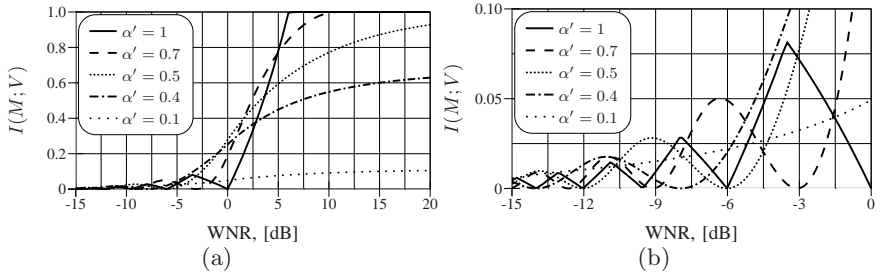 1.0
0.8
0.6
0.4
0.2
0
I(M; V)
α′ = 1
α′ = 0.7
α′ = 0.5
α′ = 0.4
α′ = 0.1
-15 -10 -5 0 5 10 15 20
WNR, [dB]
(a)
0.10
0.05
0
I(M; V)
α′ = 1
α′ = 0.7
α′ = 0.5
α′ = 0.4
α′ = 0.1
-15 -12 -9 -6 -3 0
WNR, [dB]
(b)